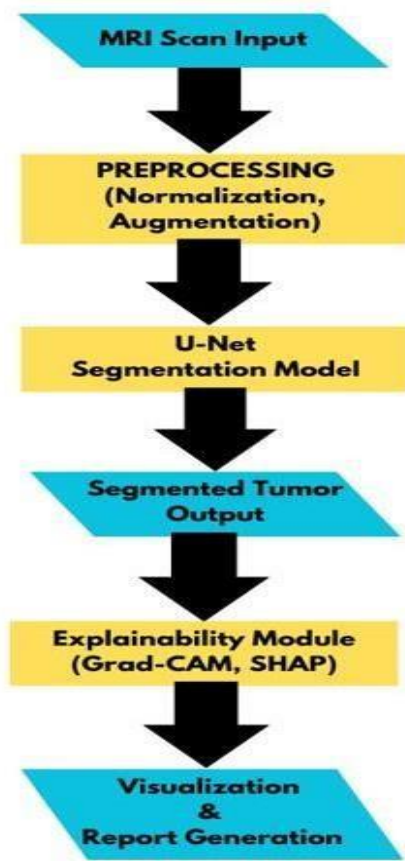 MRI Scan Input
PREPROCESSING
(Normalization,
Augmentation)
U-Net
Segmentation Model
Segmented Tumor
Output
Explainability Module
(Grad-CAM, SHAP)
Visualization
&
Report Generation